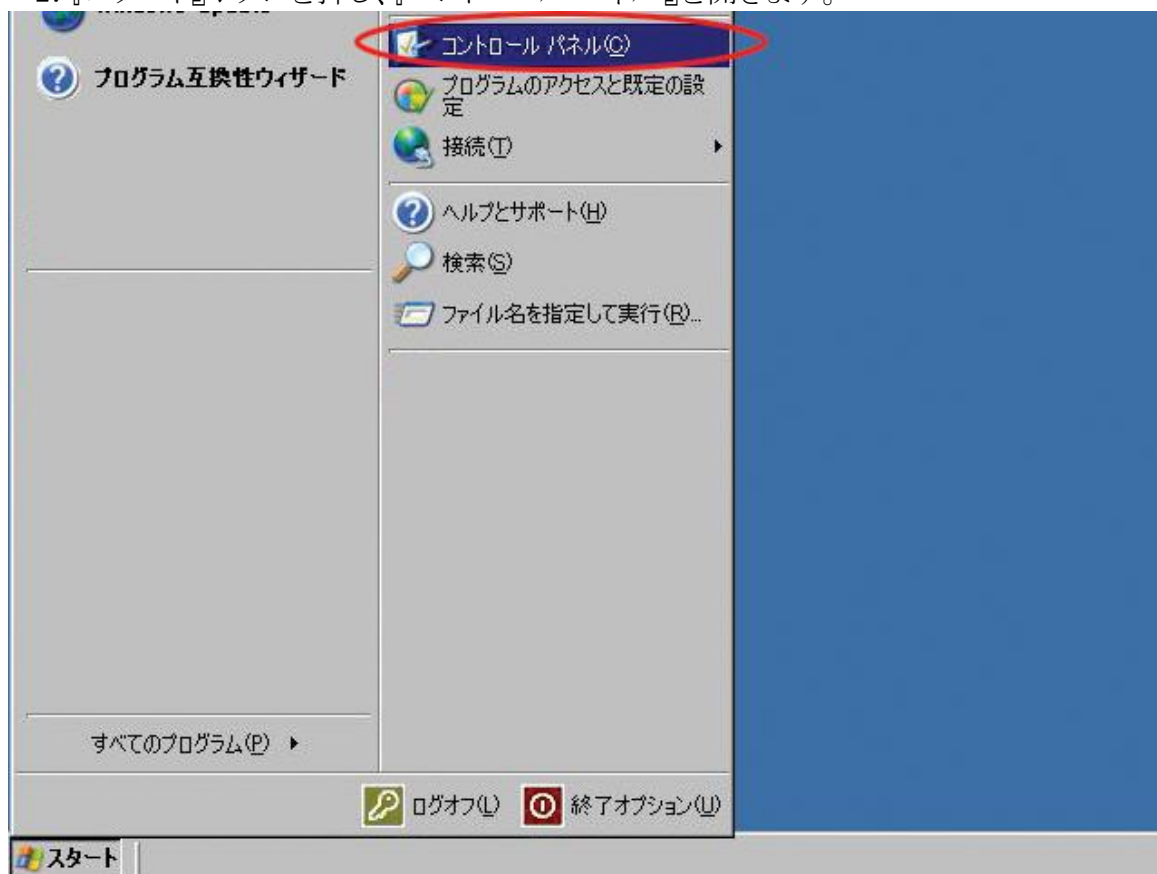 Windows Update
プログラム互換性ウィザード
すべてのプログラム(P)
コントロール パネル(C)
プログラムのアクセスと既定の設
定
接続(T)
ヘルプとサポート(H)
検索(S)
ファイル名を指定して実行(R)...
ログオフ(L) 終了オプション(U)
スタート